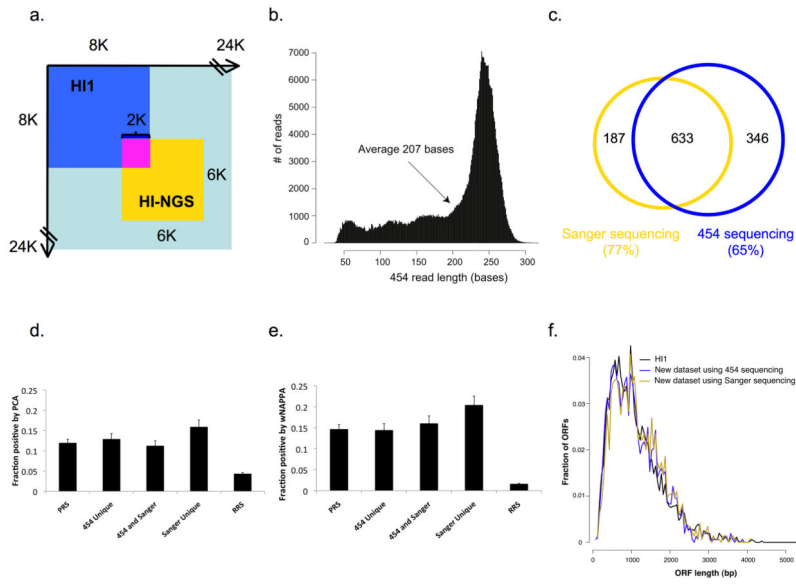 a.
8K
24K
HI1
8K
2K
6K
HI-NGS
6K
24K
b.
7000
6000
5000
4000
3000
2000
1000
0
# of reads
Average 207 bases
50
100
150
200
250
300
454 read length (bases)
c.
187
633
346
Sanger sequencing
(77%)
454 sequencing
(65%)
d.
Fraction positive by PCA
0.25
0.2
0.15
0.1
0.05
0
PRS
454 Unique
454 and Sanger
Sanger Unique
RRS
e.
Fraction positive by wNAPPA
0.25
0.2
0.15
0.1
0.05
0
PRS
454 Unique
454 and Sanger
Sanger Unique
RRS
f.
HI1
New dataset using 454 sequencing
New dataset using Sanger sequencing
Fraction of ORFs
0.04
0.03
0.02
0.01
0
0
1000
2000
3000
4000
5000
ORF length (bp)